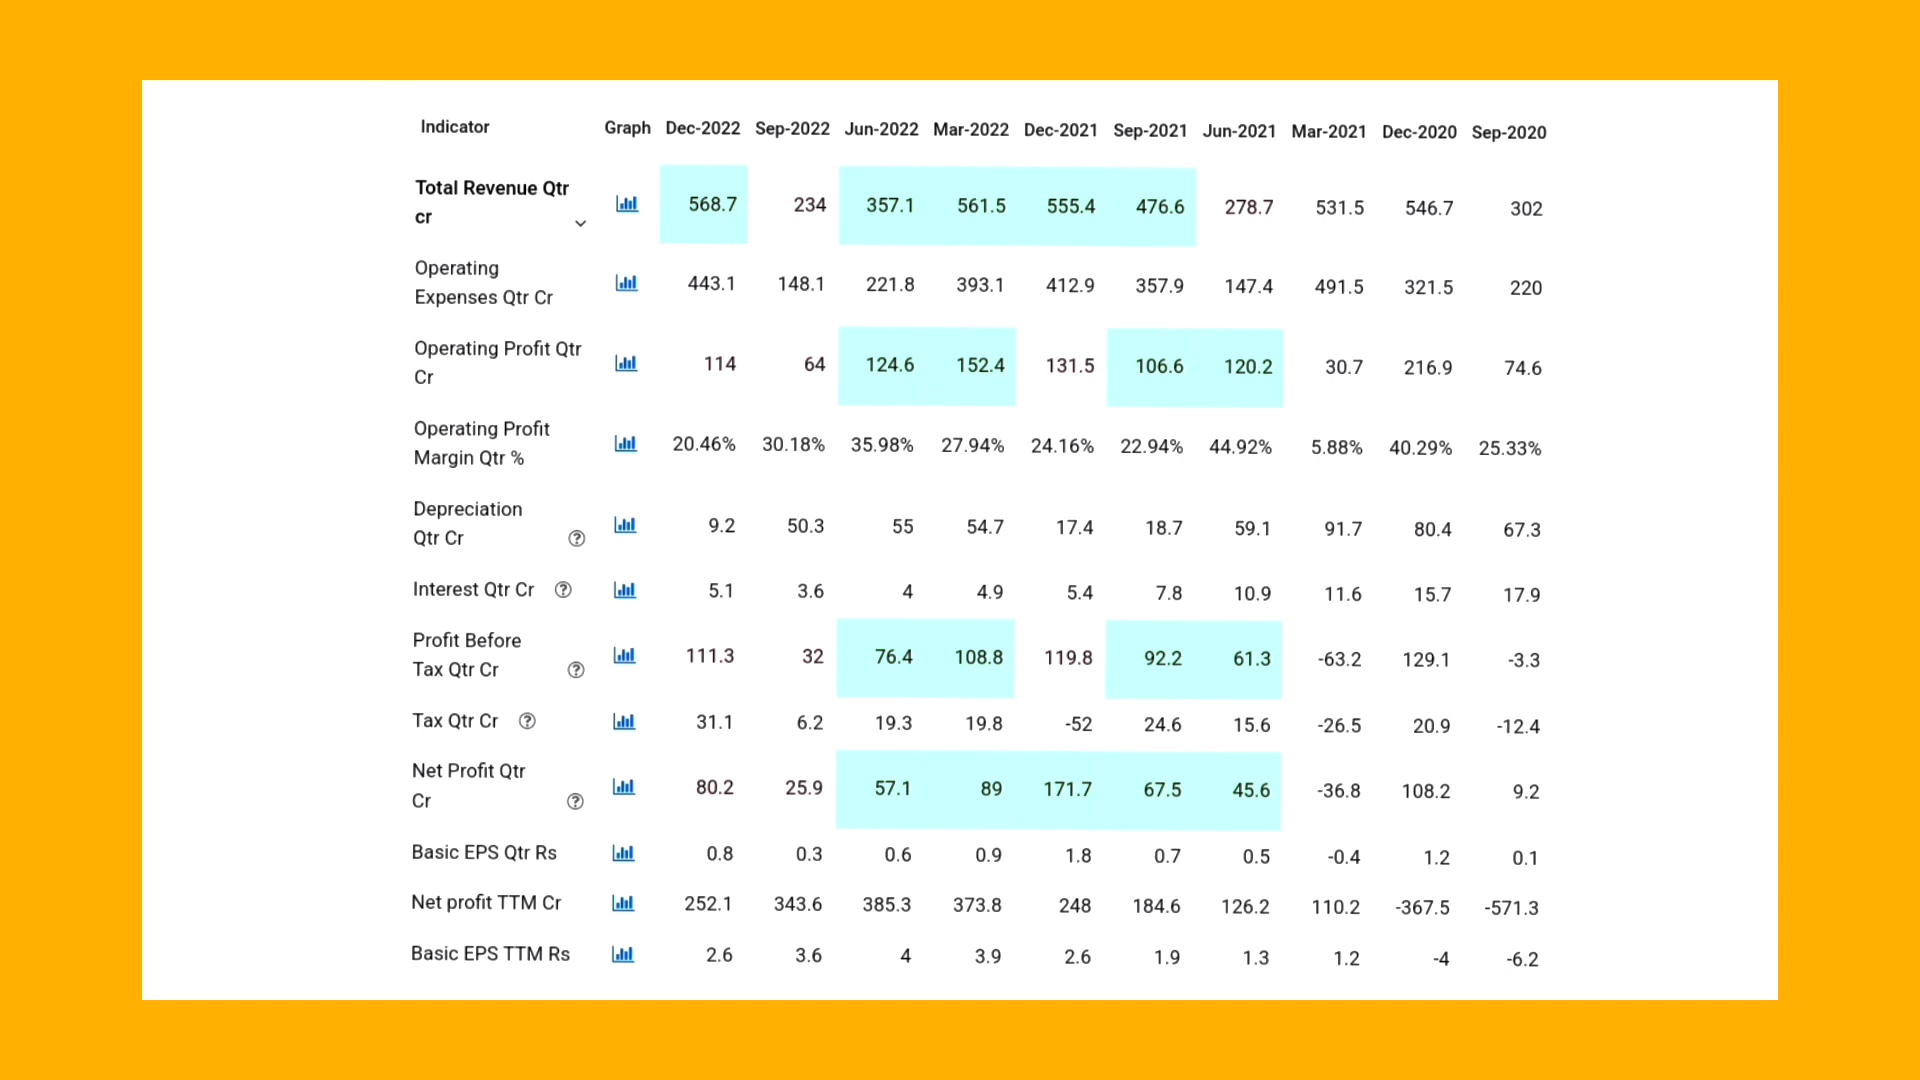 Indicator Graph Dec-2022 Sep-2022 Jun-2022 Mar-2022 Dec-2021 Sep-2021 Jun-2021 Mar-2021 Dec-2020 Sep-2020
Total Revenue Qtr
cr 568.7 234 357.1 561.5 555.4 476.6 278.7 531.5 546.7 302
Operating
Expenses Qtr Cr 443.1 148.1 221.8 393.1 412.9 357.9 147.4 491.5 321.5 220
Operating Profit Qtr
Cr 114 64 124.6 152.4 131.5 106.6 120.2 30.7 216.9 74.6
Operating Profit
Margin Qtr % 20.46% 30.18% 35.98% 27.94% 24.16% 22.94% 44.92% 5.88% 40.29% 25.33%
Depreciation
Qtr Cr ? 9.2 50.3 55 54.7 17.4 18.7 59.1 91.7 80.4 67.3
Interest Qtr Cr ? 5.1 3.6 4 4.9 5.4 7.8 10.9 11.6 15.7 17.9
Profit Before
Tax Qtr Cr ? 111.3 32 76.4 108.8 119.8 92.2 61.3 -63.2 129.1 -3.3
Tax Qtr Cr ? 31.1 6.2 19.3 19.8 -52 24.6 15.6 -26.5 20.9 -12.4
Net Profit Qtr
Cr ? 80.2 25.9 57.1 89 171.7 67.5 45.6 -36.8 108.2 9.2
Basic EPS Qtr Rs 0.8 0.3 0.6 0.9 1.8 0.7 0.5 -0.4 1.2 0.1
Net profit TTM Cr 252.1 343.6 385.3 373.8 248 184.6 126.2 110.2 -367.5 -571.3
Basic EPS TTM Rs 2.6 3.6 4 3.9 2.6 1.9 1.3 1.2 -4 -6.2